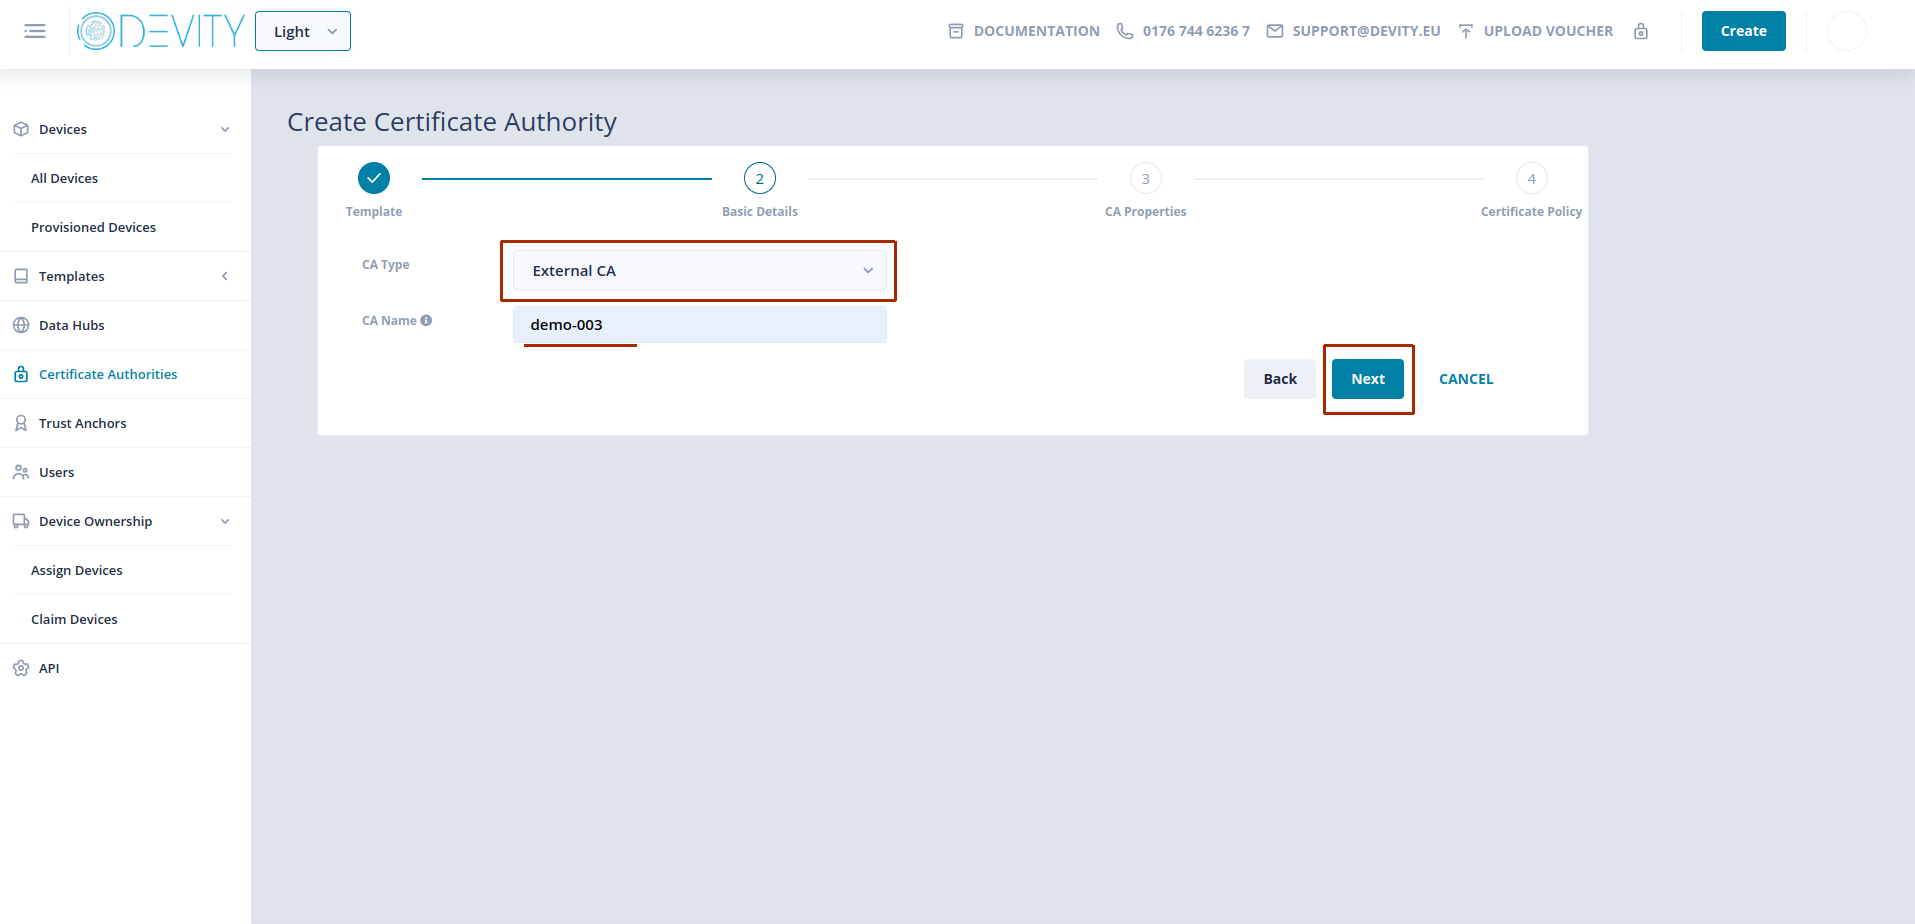 DEVITY
Light
DOCUMENTATION
0176 744 6236 7
SUPPORT@DEVITY.EU
UPLOAD VOUCHER
Create
Devices
All Devices
Provisioned Devices
Templates
Data Hubs
Certificate Authorities
Trust Anchors
Users
Device Ownership
Assign Devices
Claim Devices
API
Create Certificate Authority
2
3
4
Template
Basic Details
CA Properties
Certificate Policy
CA Type
External CA
CA Name
demo-003
Back
Next
CANCEL